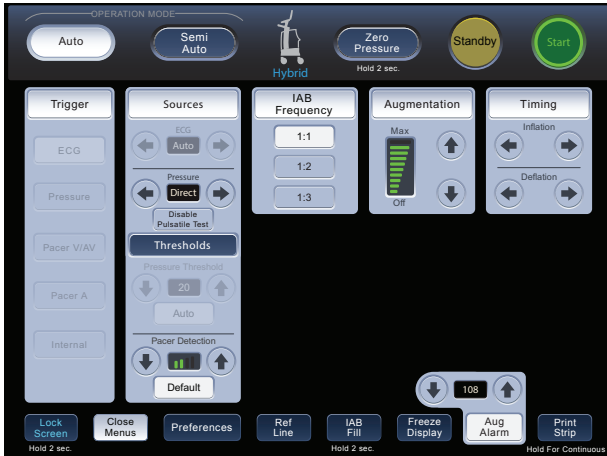 OPERATION MODE
Auto
Semi
Auto
Hybrid
Zero
Pressure
Hold 2 sec.
Standby
Start
Trigger
ECG
Pressure
Pacer V/AV
Pacer A
Internal
Sources
ECG
Auto
Pressure
Direct
Disable
Pulsatile Test
Thresholds
Pressure Threshold
20
Auto
Pacer Detection
Default
IAB
Frequency
1:1
1:2
1:3
Augmentation
Max
Off
Timing
Inflation
Deflation
108
Lock
Screen
Hold 2 sec.
Close
Menus
Preferences
Ref
Line
IAB
Fill
Hold 2 sec.
Freeze
Display
Aug
Alarm
Print
Strip
Hold For Continuous